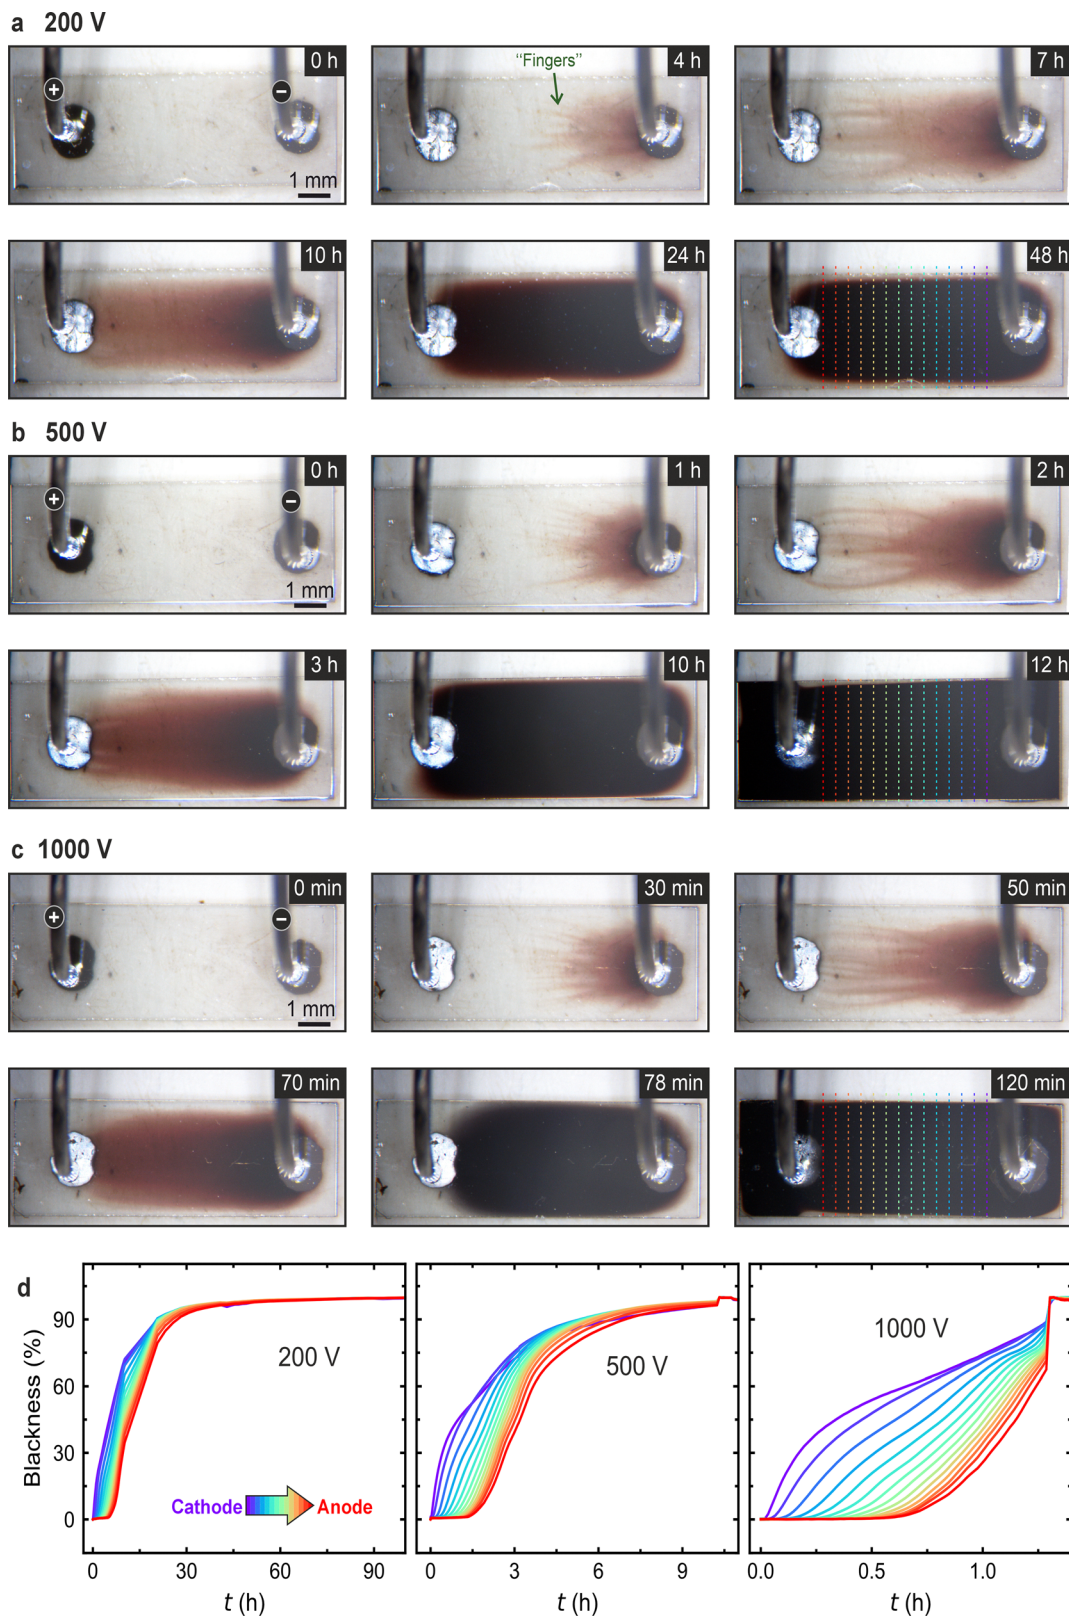 a 200 V
0 h
+
−
1 mm
4 h
"Fingers"
7 h
10 h
24 h
48 h
b 500 V
0 h
+
−
1 mm
1 h
2 h
3 h
10 h
12 h
c 1000 V
0 min
+
−
1 mm
30 min
50 min
70 min
78 min
120 min
d
Blackness (%)
90
60
30
0
200 V
Cathode
Anode
0 30 60 90
t (h)
500 V
0 3 6 9
t (h)
1000 V
0.0 0.5 1.0
t (h)